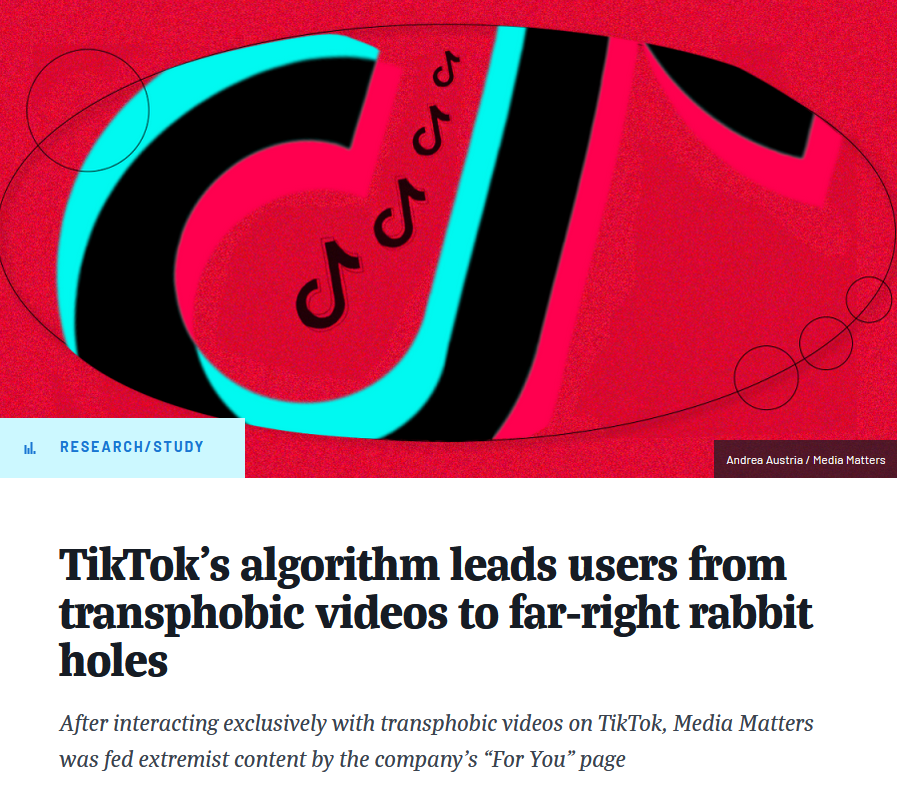 RESEARCH/STUDY
Andrea Austria / Media Matters
TikTok’s algorithm leads users from
transphobic videos to far-right rabbit
holes
After interacting exclusively with transphobic videos on TikTok, Media Matters
was fed extremist content by the company’s “For You” page